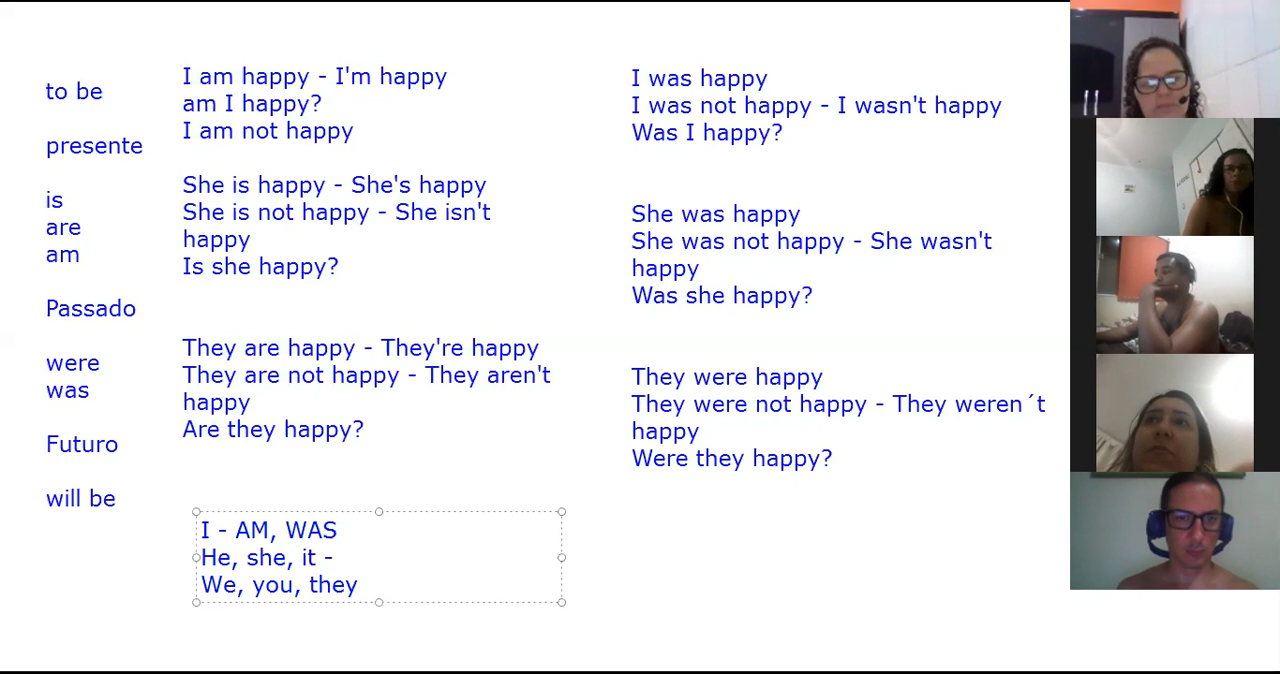 to be
presente
is
are
am
Passado
were
was
Futuro
will be
I am happy - I'm happy
am I happy?
I am not happy
She is happy - She's happy
She is not happy - She isn't
happy
Is she happy?
They are happy - They're happy
They are not happy - They aren't
happy
Are they happy?
I was happy
I was not happy - I wasn't happy
Was I happy?
She was happy
She was not happy - She wasn't
happy
Was she happy?
They were happy
They were not happy - They weren´t
happy
Were they happy?
I - AM, WAS
He, she, it -
We, you, they